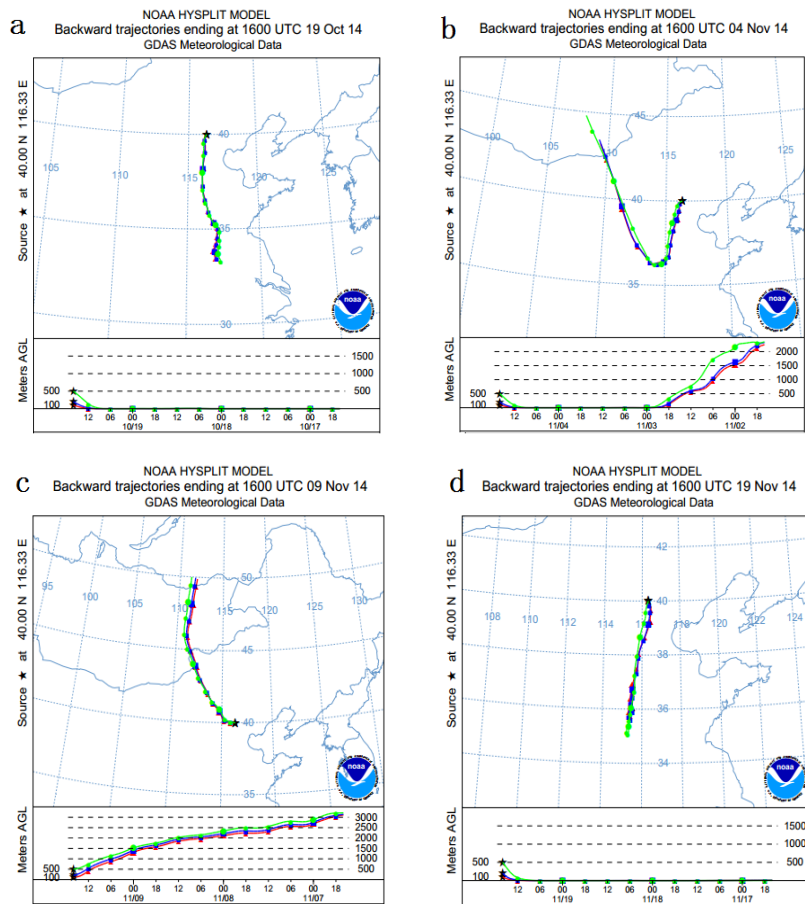 a
NOAA HYSPLIT MODEL
Backward trajectories ending at 1600 UTC 19 Oct 14
GDAS Meteorological Data
Source ★ at 40.00 N 116.33 E
105 110 115 120 125
40
35
30
noaa
Meters AGL
1500
1000
500 500
100
12 06 00 18 12 06 00 18 12 06 00 18
10/19 10/18 10/17
b
NOAA HYSPLIT MODEL
Backward trajectories ending at 1600 UTC 04 Nov 14
GDAS Meteorological Data
Source ★ at 40.00 N 116.33 E
100 105 110 115 120 125
45
40
35
noaa
Meters AGL
2000
1500
1000
500 500
100
12 06 00 18 12 06 00 18 12 06 00 18
11/04 11/03 11/02
c
NOAA HYSPLIT MODEL
Backward trajectories ending at 1600 UTC 09 Nov 14
GDAS Meteorological Data
Source ★ at 40.00 N 116.33 E
95 100 105 110 115 120 125 130
50
45
40
35
noaa
Meters AGL
3000
2500
2000
1500
1000
500 500
100
12 06 00 18 12 06 00 18 12 06 00 18
11/09 11/08 11/07
d
NOAA HYSPLIT MODEL
Backward trajectories ending at 1600 UTC 19 Nov 14
GDAS Meteorological Data
Source ★ at 40.00 N 116.33 E
108 110 112 114 116 118 120 122 124
42
40
38
36
34
noaa
Meters AGL
1500
1000
500 500
100
12 06 00 18 12 06 00 18 12 06 00 18
11/19 11/18 11/17